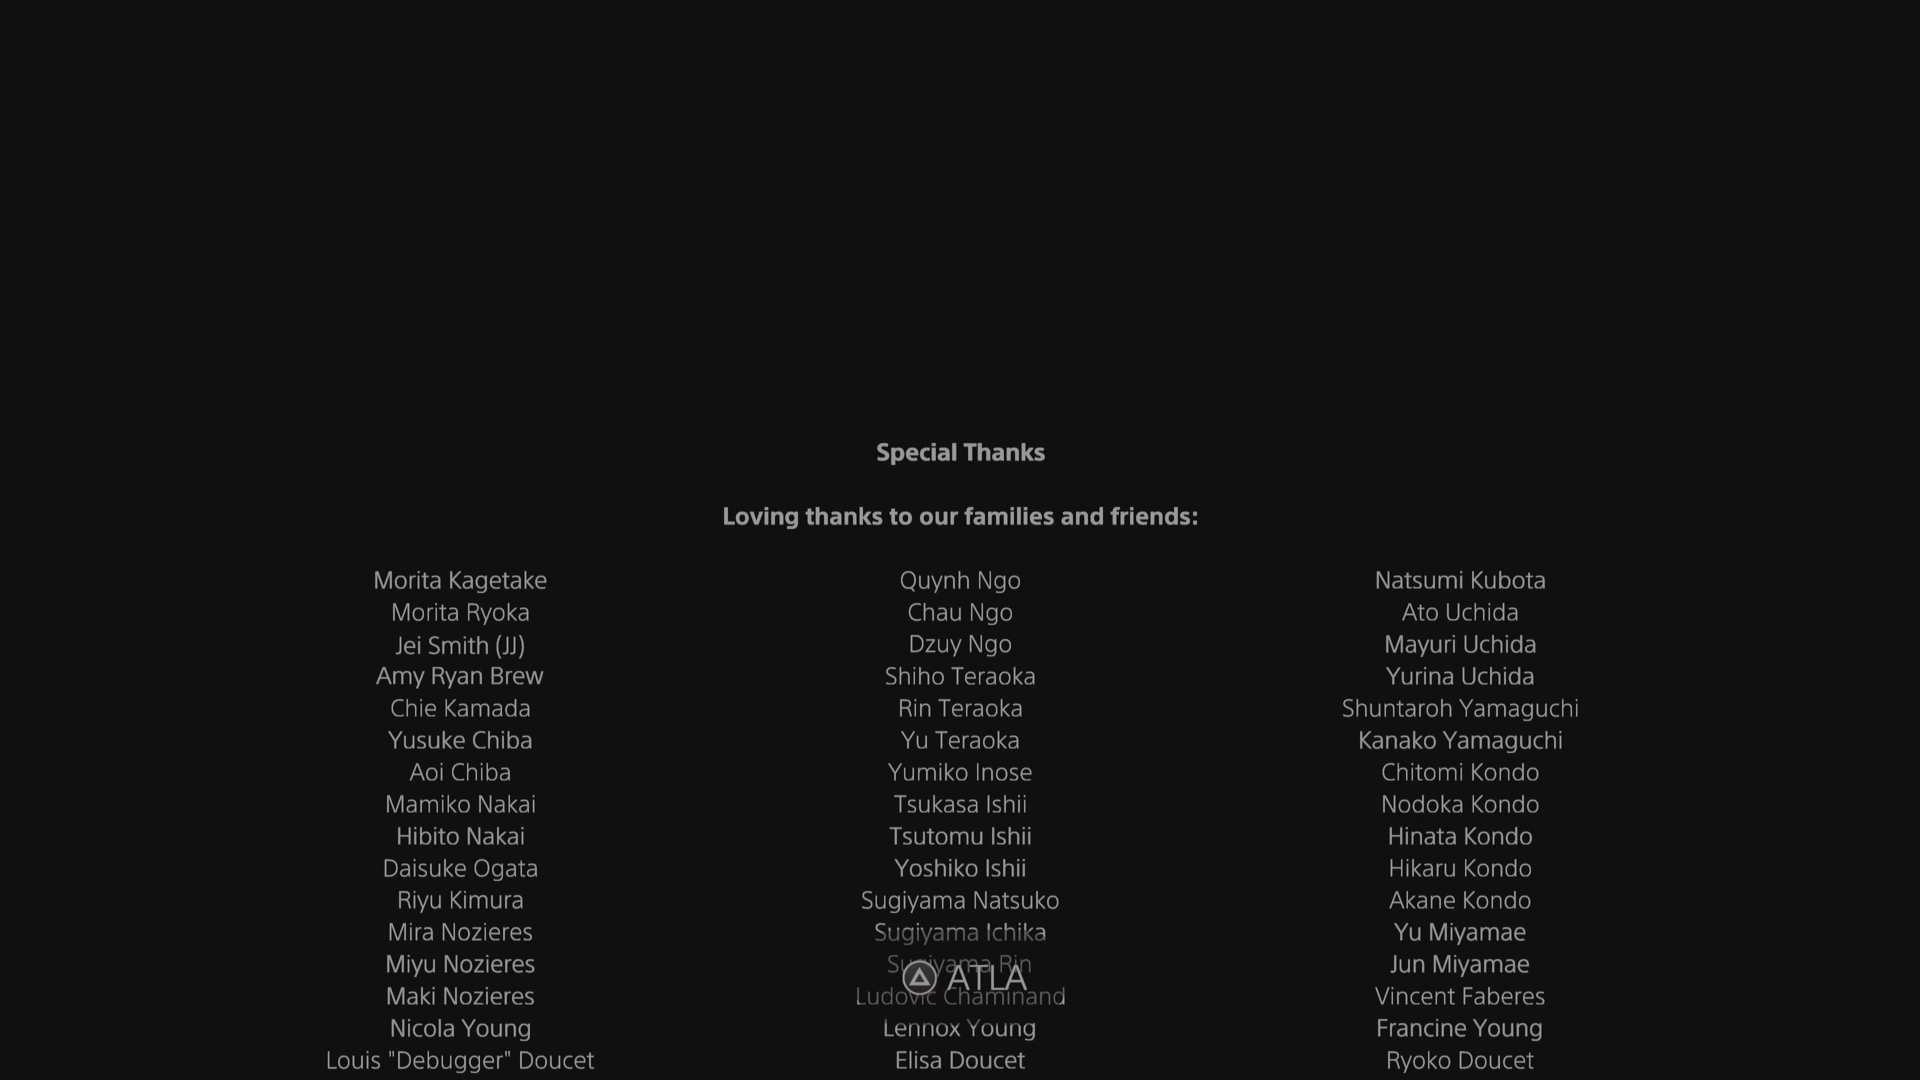 Special Thanks
Loving thanks to our families and friends:
Morita Kagetake Quynh Ngo Natsumi Kubota
Morita Ryoka Chau Ngo Ato Uchida
Jei Smith (JJ) Dzuy Ngo Mayuri Uchida
Amy Ryan Brew Shiho Teraoka Yurina Uchida
Chie Kamada Rin Teraoka Shuntaroh Yamaguchi
Yusuke Chiba Yu Teraoka Kanako Yamaguchi
Aoi Chiba Yumiko Inose Chitomi Kondo
Mamiko Nakai Tsukasa Ishii Nodoka Kondo
Hibito Nakai Tsutomu Ishii Hinata Kondo
Daisuke Ogata Yoshiko Ishii Hikaru Kondo
Riyu Kimura Sugiyama Natsuko Akane Kondo
Mira Nozieres Sugiyama Ichika Yu Miyamae
Miyu Nozieres Sugiyama Rin Jun Miyamae
ATLA
Maki Nozieres Ludovic Chaminand Vincent Faberes
Nicola Young Lennox Young Francine Young
Louis "Debugger" Doucet Elisa Doucet Ryoko Doucet